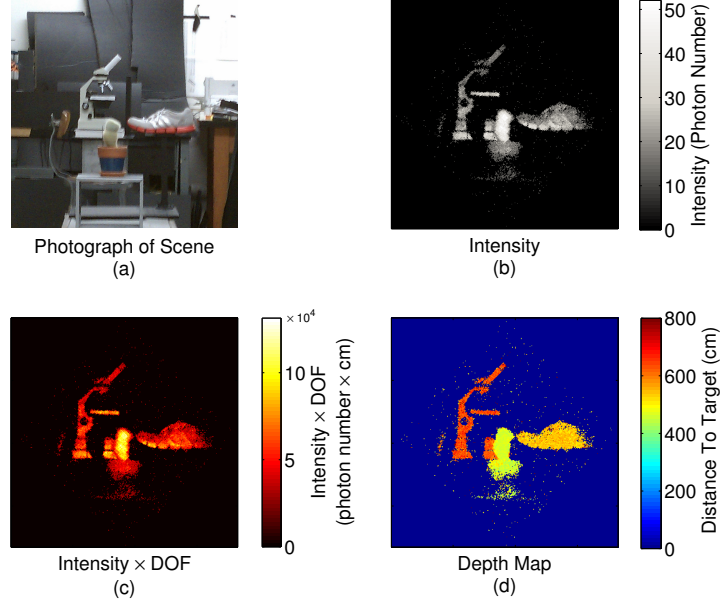 50
40
30
20
10
0
Intensity (Photon Number)
Photograph of Scene
(a)
Intensity
(b)
× 10⁴
10
5
0
Intensity × DOF
(photon number × cm)
800
600
400
200
0
Distance To Target (cm)
Intensity × DOF
(c)
Depth Map
(d)